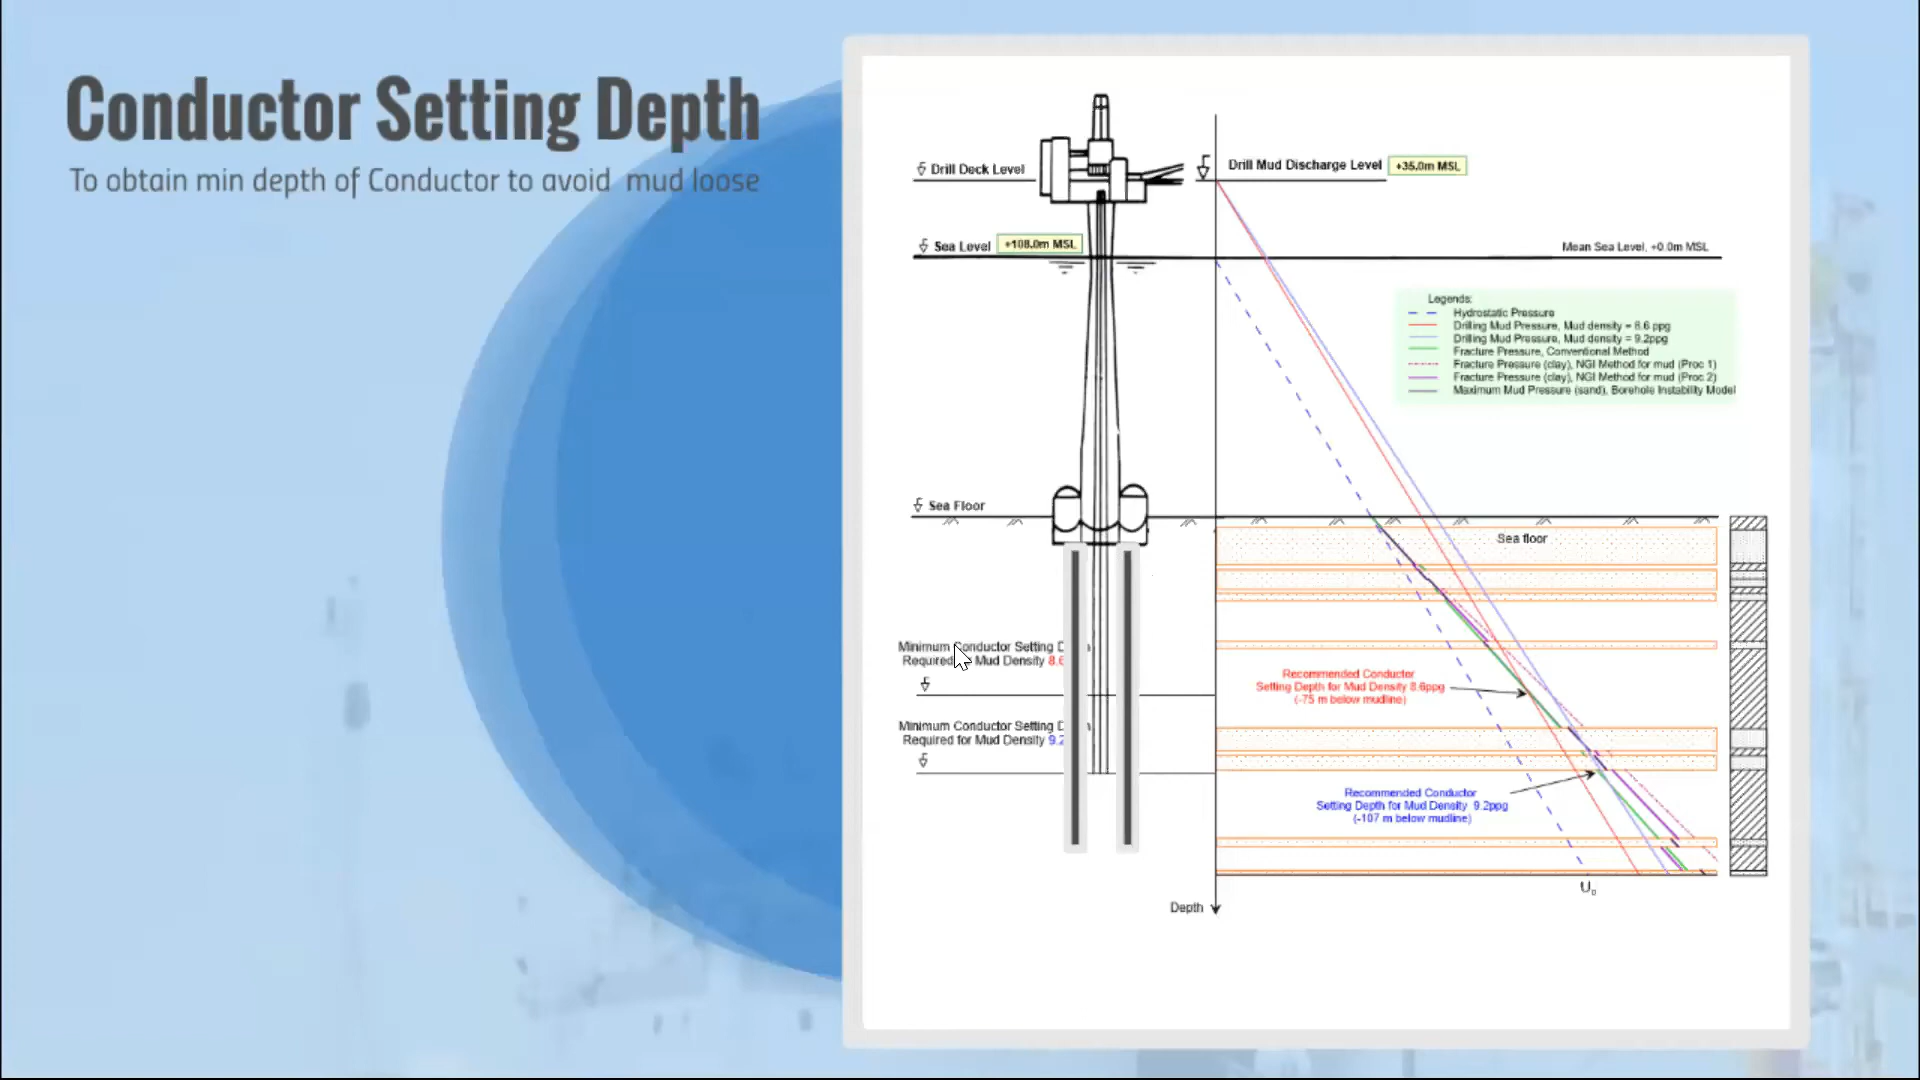 Conductor Setting Depth
To obtain min depth of Conductor to avoid mud loose
Drill Deck Level
Drill Mud Discharge Level +35.0m MSL
Sea Level +108.0m MSL
Mean Sea Level, +0.0m MSL
Legends:
Hydrostatic Pressure
Drilling Mud Pressure, Mud density = 8.6 ppg
Drilling Mud Pressure, Mud density = 9.2ppg
Fracture Pressure, Conventional Method
Fracture Pressure (clay), NGI Method for mud (Proc 1)
Fracture Pressure (clay), NGI Method for mud (Proc 2)
Maximum Mud Pressure (sand), Borehole Instability Model
Sea Floor
Sea floor
Minimum Conductor Setting
Required Mud Density 8.6
Recommended Conductor
Setting Depth for Mud Density 8.6ppg
(-75 m below mudline)
Minimum Conductor Setting
Required for Mud Density 9.2
Recommended Conductor
Setting Depth for Mud Density 9.2ppg
(-107 m below mudline)
Depth